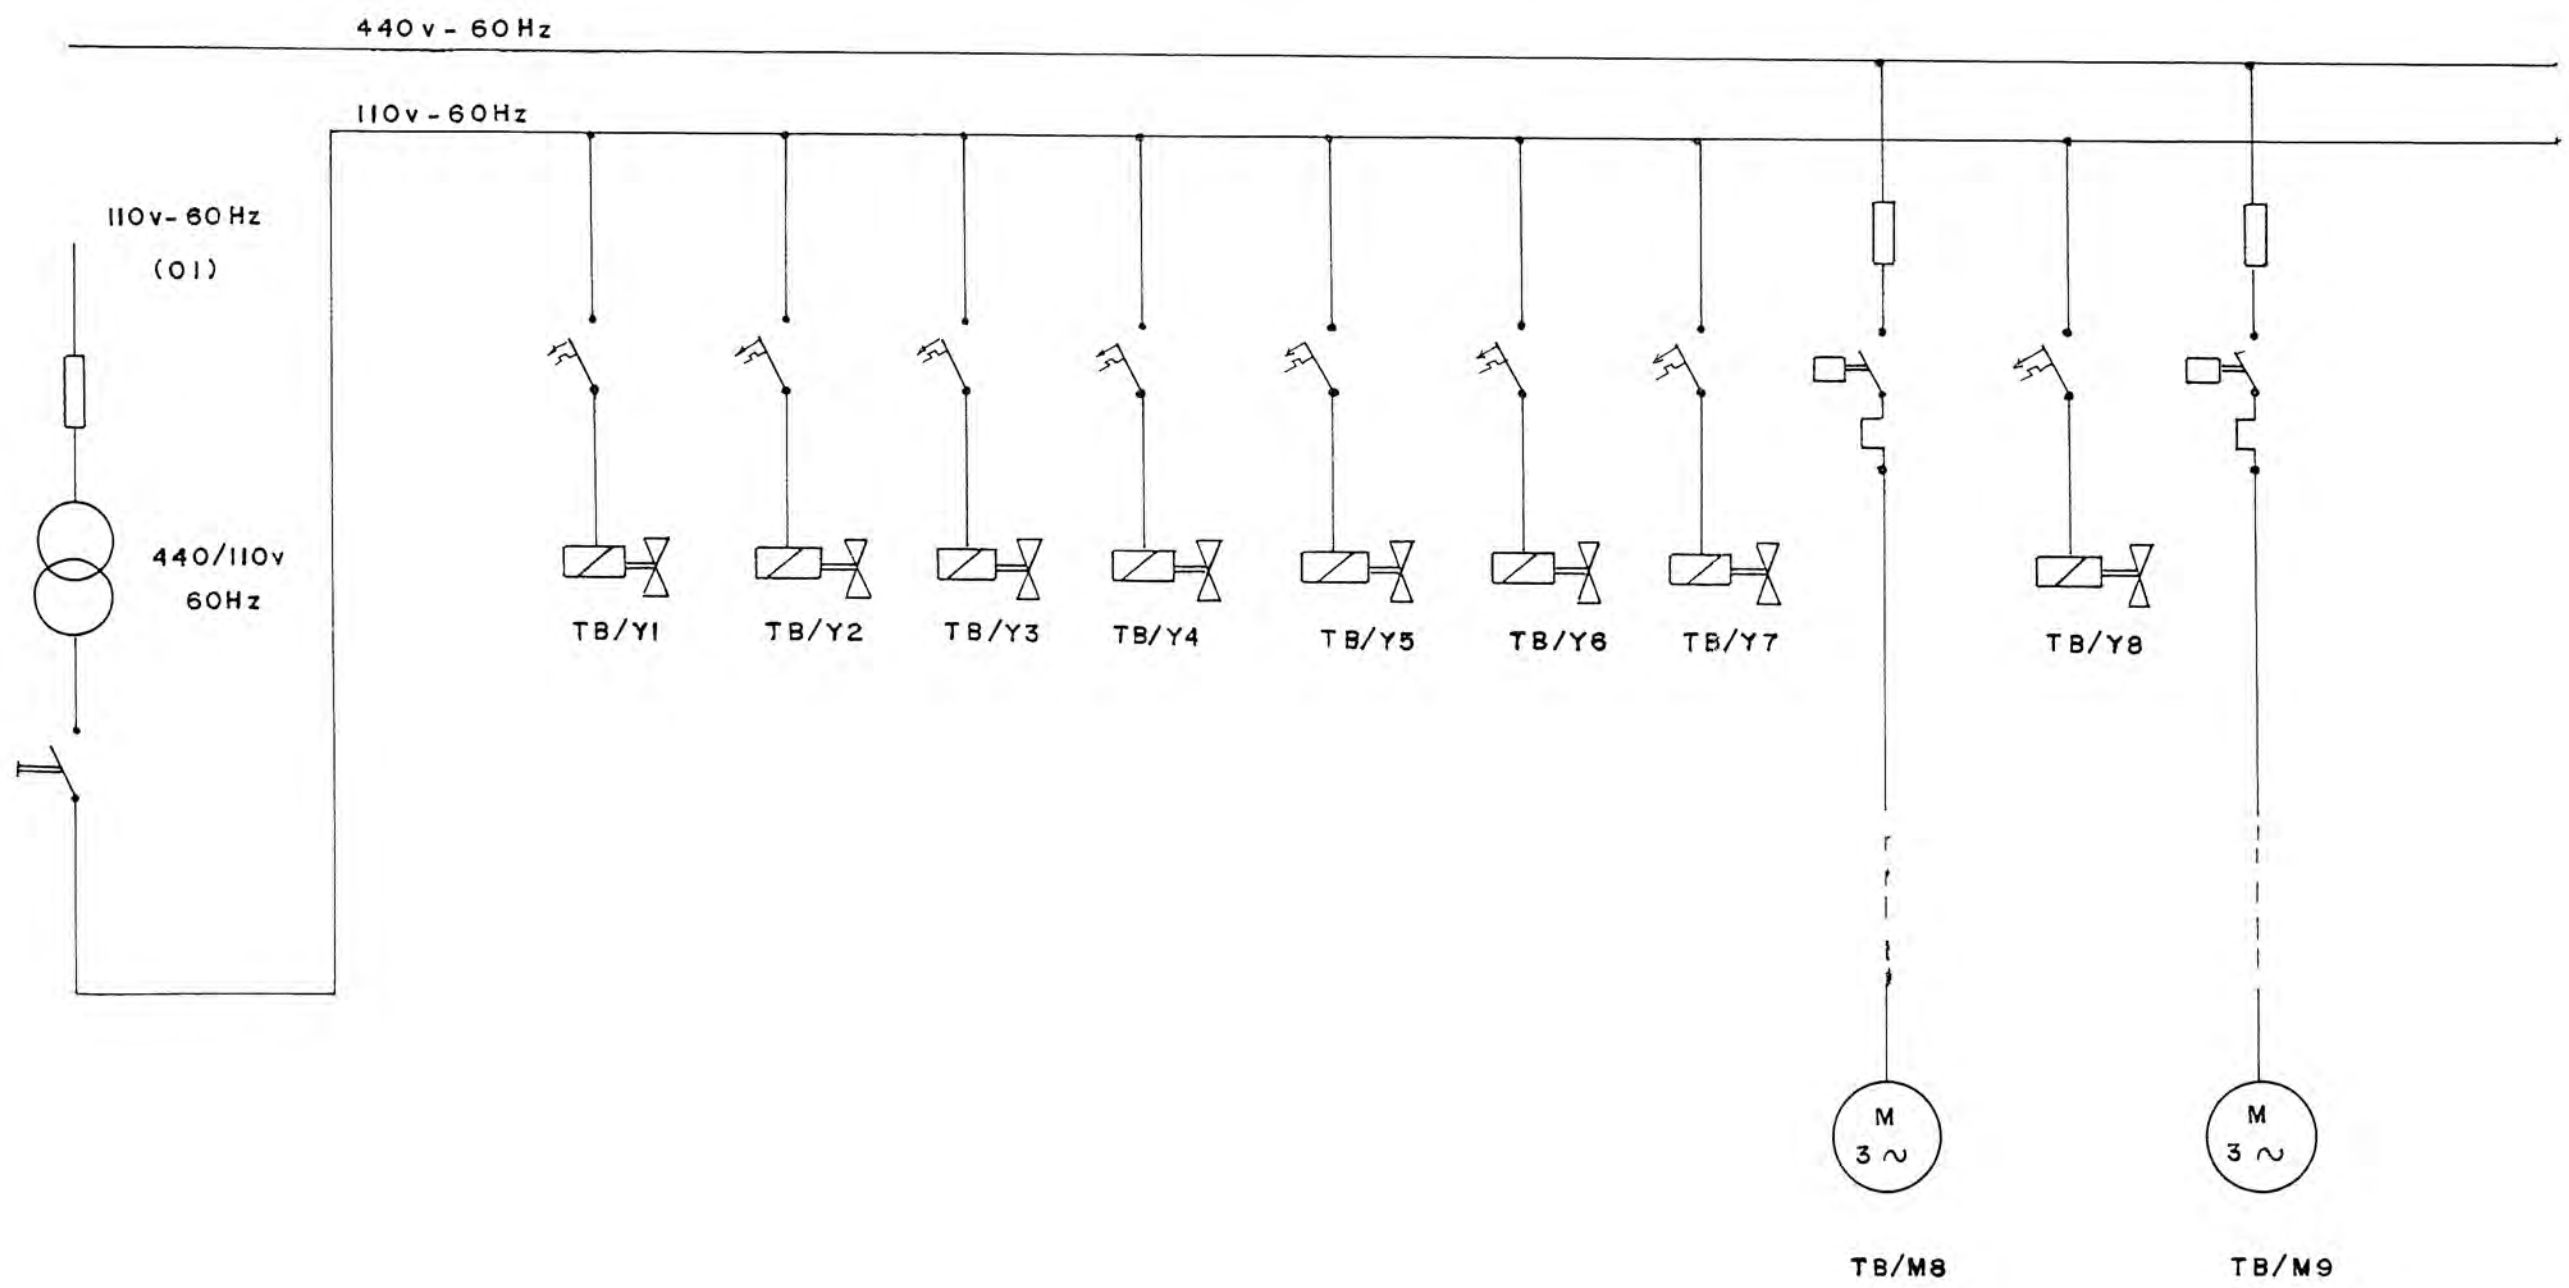 440v - 60Hz
110v - 60Hz
110v - 60Hz
(01)
440/110v
60Hz
TB/Y1
TB/Y2
TB/Y3
TB/Y4
TB/Y5
TB/Y6
TB/Y7
TB/Y8
M
3 ~
M
3 ~
TB/M8
TB/M9